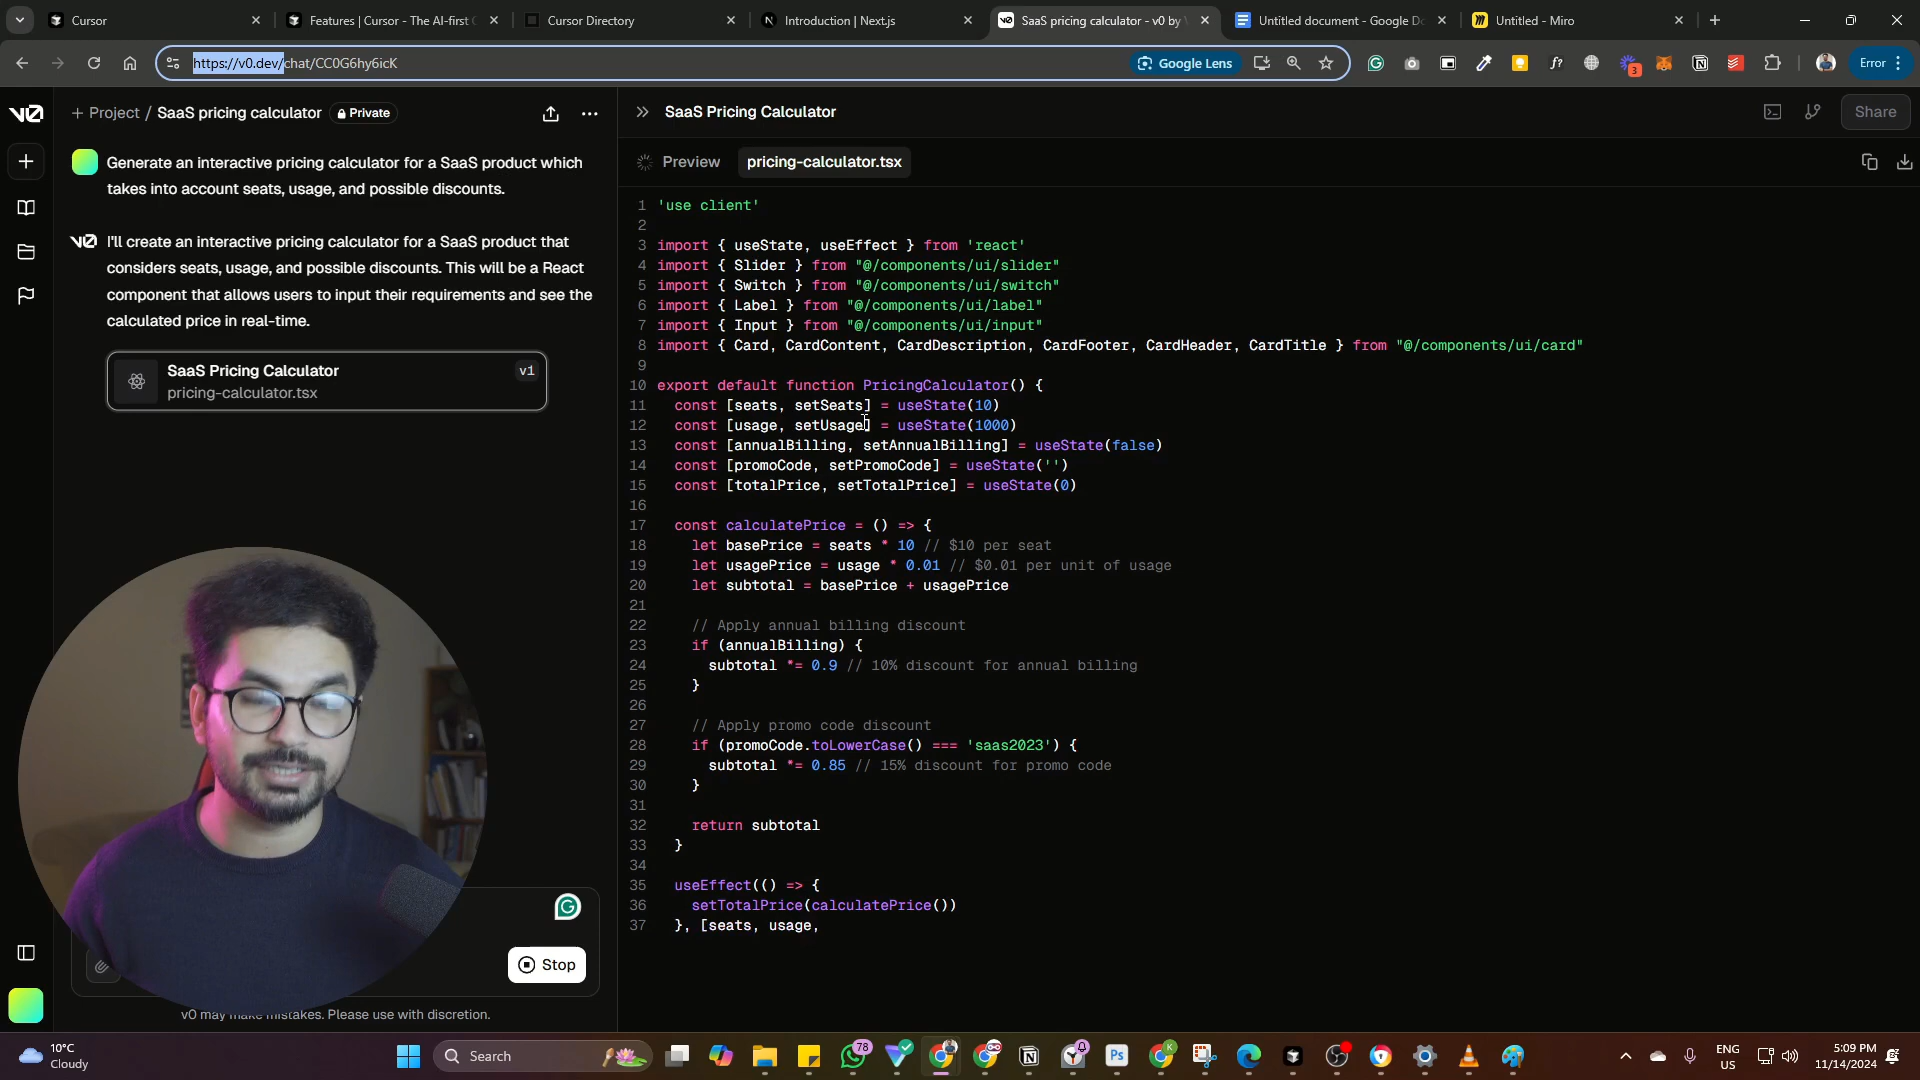 Cursor
Features | Cursor - The AI-first C
Cursor Directory
Introduction | Next.js
SaaS pricing calculator - v0 by
Untitled document - Google Do
Untitled - Miro
https://v0.dev/chat/CC0G6hy6icK
Google Lens
f?
3
Error
v0
+ Project / SaaS pricing calculator
Private
Generate an interactive pricing calculator for a SaaS product which
takes into account seats, usage, and possible discounts.
v0
I'll create an interactive pricing calculator for a SaaS product that
considers seats, usage, and possible discounts. This will be a React
component that allows users to input their requirements and see the
calculated price in real-time.
SaaS Pricing Calculator
v1
pricing-calculator.tsx
Stop
v0 may make mistakes. Please use with discretion.
SaaS Pricing Calculator
Share
Preview
pricing-calculator.tsx
1 'use client'
2
3 import { useState, useEffect } from 'react'
4 import { Slider } from "@/components/ui/slider"
5 import { Switch } from "@/components/ui/switch"
6 import { Label } from "@/components/ui/label"
7 import { Input } from "@/components/ui/input"
8 import { Card, CardContent, CardDescription, CardFooter, CardHeader, CardTitle } from "@/components/ui/card"
9
10 export default function PricingCalculator() {
11 const [seats, setSeats] = useState(10)
12 const [usage, setUsage] = useState(1000)
13 const [annualBilling, setAnnualBilling] = useState(false)
14 const [promoCode, setPromoCode] = useState('')
15 const [totalPrice, setTotalPrice] = useState(0)
16
17 const calculatePrice = () => {
18 let basePrice = seats * 10 // $10 per seat
19 let usagePrice = usage * 0.01 // $0.01 per unit of usage
20 let subtotal = basePrice + usagePrice
21
22 // Apply annual billing discount
23 if (annualBilling) {
24 subtotal *= 0.9 // 10% discount for annual billing
25 }
26
27 // Apply promo code discount
28 if (promoCode.toLowerCase() === 'saas2023') {
29 subtotal *= 0.85 // 15% discount for promo code
30 }
31
32 return subtotal
33 }
34
35 useEffect(() => {
36 setTotalPrice(calculatePrice())
37 }, [seats, usage,
10°C
Cloudy
Search
78
Ps
K
ENG
US
5:09 PM
11/14/2024